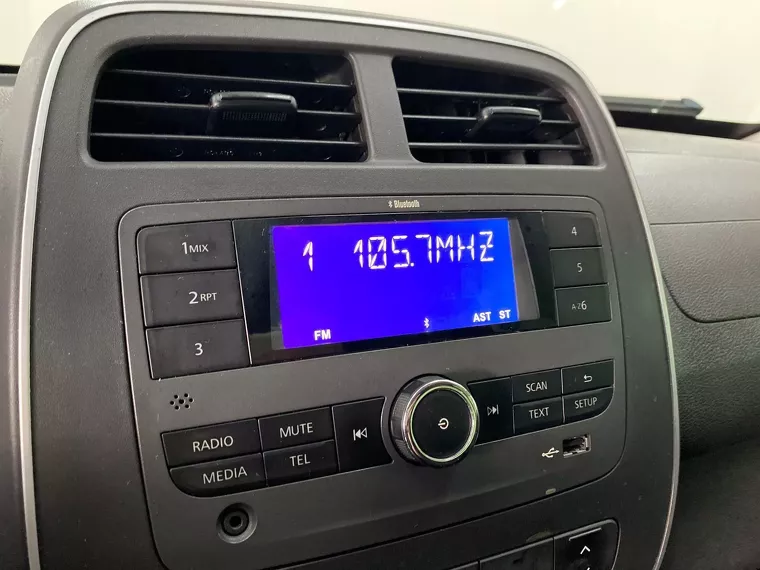 Bluetooth
1MIX
2RPT
3
1 105.7MHZ
FM AST ST
4
5
A-Z6
RADIO
MUTE
MEDIA
TEL
SCAN
TEXT
SETUP